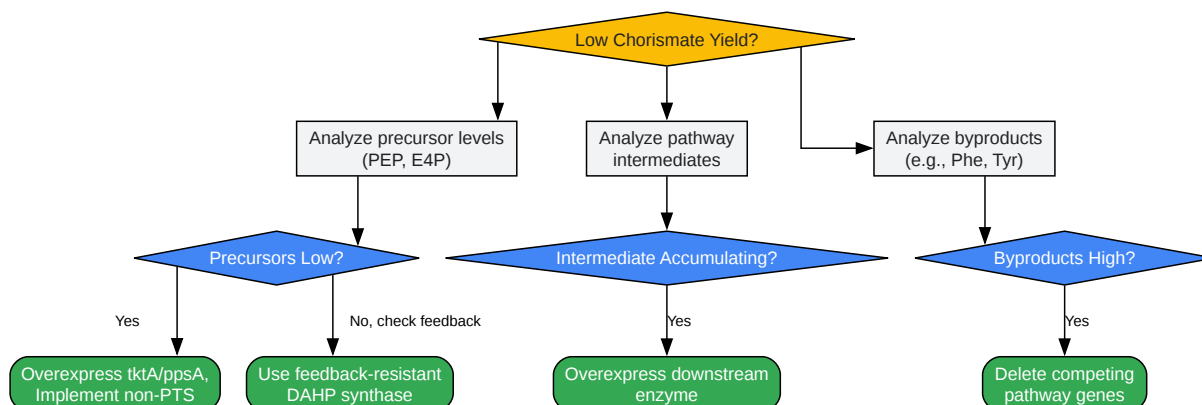 Low Chorismate Yield?
Analyze precursor levels
(PEP, E4P)
Analyze pathway
intermediates
Analyze byproducts
(e.g., Phe, Tyr)
Precursors Low?
Intermediate Accumulating?
Byproducts High?
Yes
No, check feedback
Yes
Yes
Overexpress tktA/ppsA,
Implement non-PTS
Use feedback-resistant
DAHP synthase
Overexpress downstream
enzyme
Delete competing
pathway genes